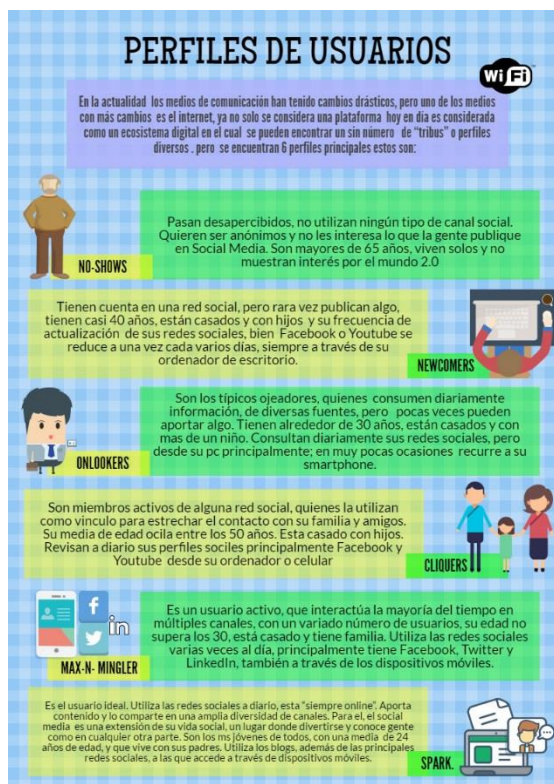 PERFILES DE USUARIOS
Wi Fi
En la actualidad los medios de comunicación han tenido cambios drásticos, pero uno de los medios
con más cambios es el internet, ya no solo se considera una plataforma hoy en día es considerada
como un ecosistema digital en el cual se pueden encontrar un sin número de "tribus" o perfiles
diversos . pero se encuentran 6 perfiles principales estos son:
Pasan desapercibidos, no utilizan ningún tipo de canal social.
Quieren ser anónimos y no les interesa lo que la gente publique
en Social Media. Son mayores de 65 años, viven solos y no
muestran interés por el mundo 2.0
NO-SHOWS
Tienen cuenta en una red social, pero rara vez publican algo,
tienen casi 40 años, están casados y con hijos y su frecuencia de
actualización de sus redes sociales, bien Facebook o Youtube se
reduce a una vez cada varios días, siempre a través de su
ordenador de escritorio.
NEWCOMERS
Son los típicos ojeadores, quienes consumen diariamente
información, de diversas fuentes, pero pocas veces pueden
aportar algo. Tienen alrededor de 30 años, están casados y con
mas de un niño. Consultan diariamente sus redes sociales, pero
desde su pc principalmente; en muy pocas ocasiones recurre a su
smartphone.
ONLOOKERS
Son miembros activos de alguna red social, quienes la utilizan
como vinculo para estrechar el contacto con su familia y amigos.
Su media de edad ocila entre los 50 años. Esta casado con hijos.
Revisan a diario sus perfiles sociles principalmente Facebook y
Youtube desde su ordenador o celular
CLIQUERS
Es un usuario activo, que interactúa la mayoría del tiempo en
múltiples canales, con un variado número de usuarios, su edad no
supera los 30, está casado y tiene familia. Utiliza las redes sociales
varias veces al día, principalmente tiene Facebook, Twitter y
LinkedIn, también a través de los dispositivos móviles.
f
in
MAX-N- MINGLER
Es el usuario ideal. Utiliza las redes sociales a diario, esta "siempre online". Aporta
contenido y lo comparte en una amplia diversidad de canales. Para el, el social
media es una extensión de su vida social, un lugar donde divertirse y conoce gente
como en cualquier otra parte. Son los ms jóvenes de todos, con una media de 24
años de edad, y que vive con sus padres. Utiliza los blogs, además de las principales
redes sociales, a las que accede a través de dispositivos móviles.
SPARK.